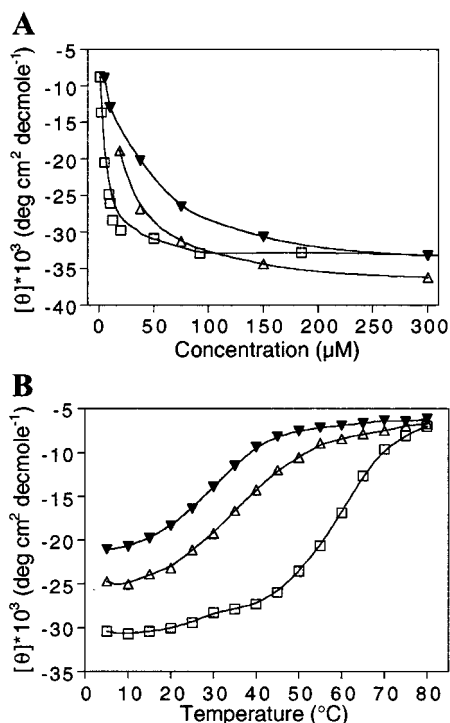 A
[θ]*10³ (deg cm² decmole⁻¹)
-5
-10
-15
-20
-25
-30
-35
-40
0 50 100 150 200 250 300
Concentration (µM)
B
[θ]*10³ (deg cm² decmole⁻¹)
-5
-10
-15
-20
-25
-30
-35
0 10 20 30 40 50 60 70 80
Temperature (°C)